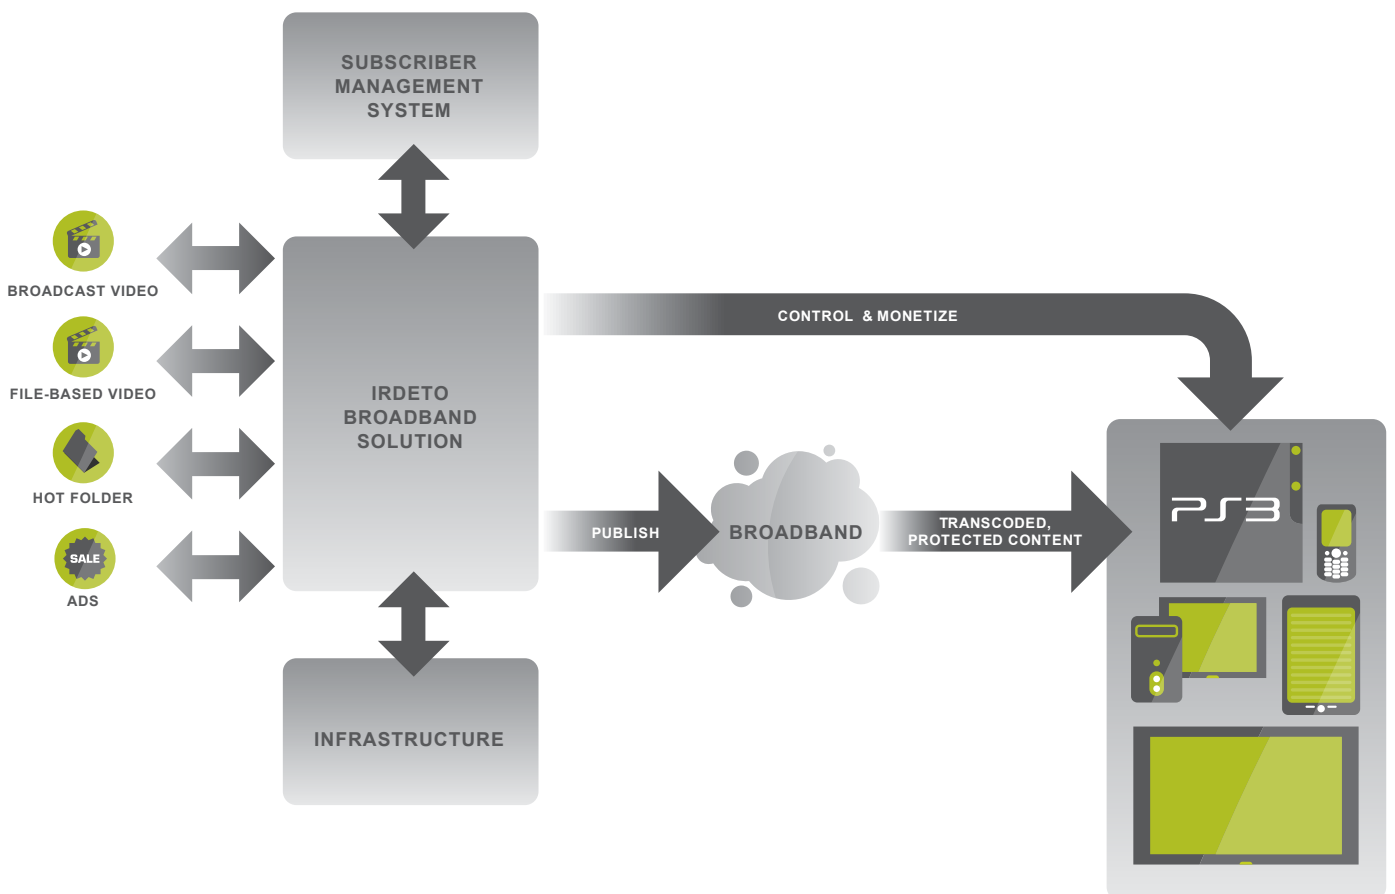 SUBSCRIBER
MANAGEMENT
SYSTEM
BROADCAST VIDEO
FILE-BASED VIDEO
HOT FOLDER
SALE
ADS
IRDETO
BROADBAND
SOLUTION
CONTROL & MONETIZE
PUBLISH
BROADBAND
TRANSCODED,
PROTECTED CONTENT
PS3
INFRASTRUCTURE